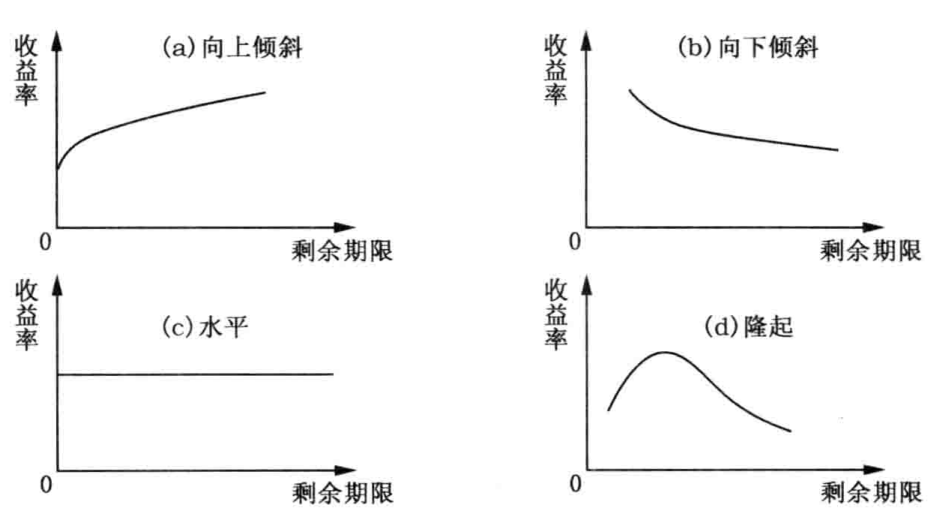 收益率
(a)向上倾斜
0
剩余期限
收益率
(b)向下倾斜
0
剩余期限
收益率
(c)水平
0
剩余期限
收益率
(d)隆起
0
剩余期限